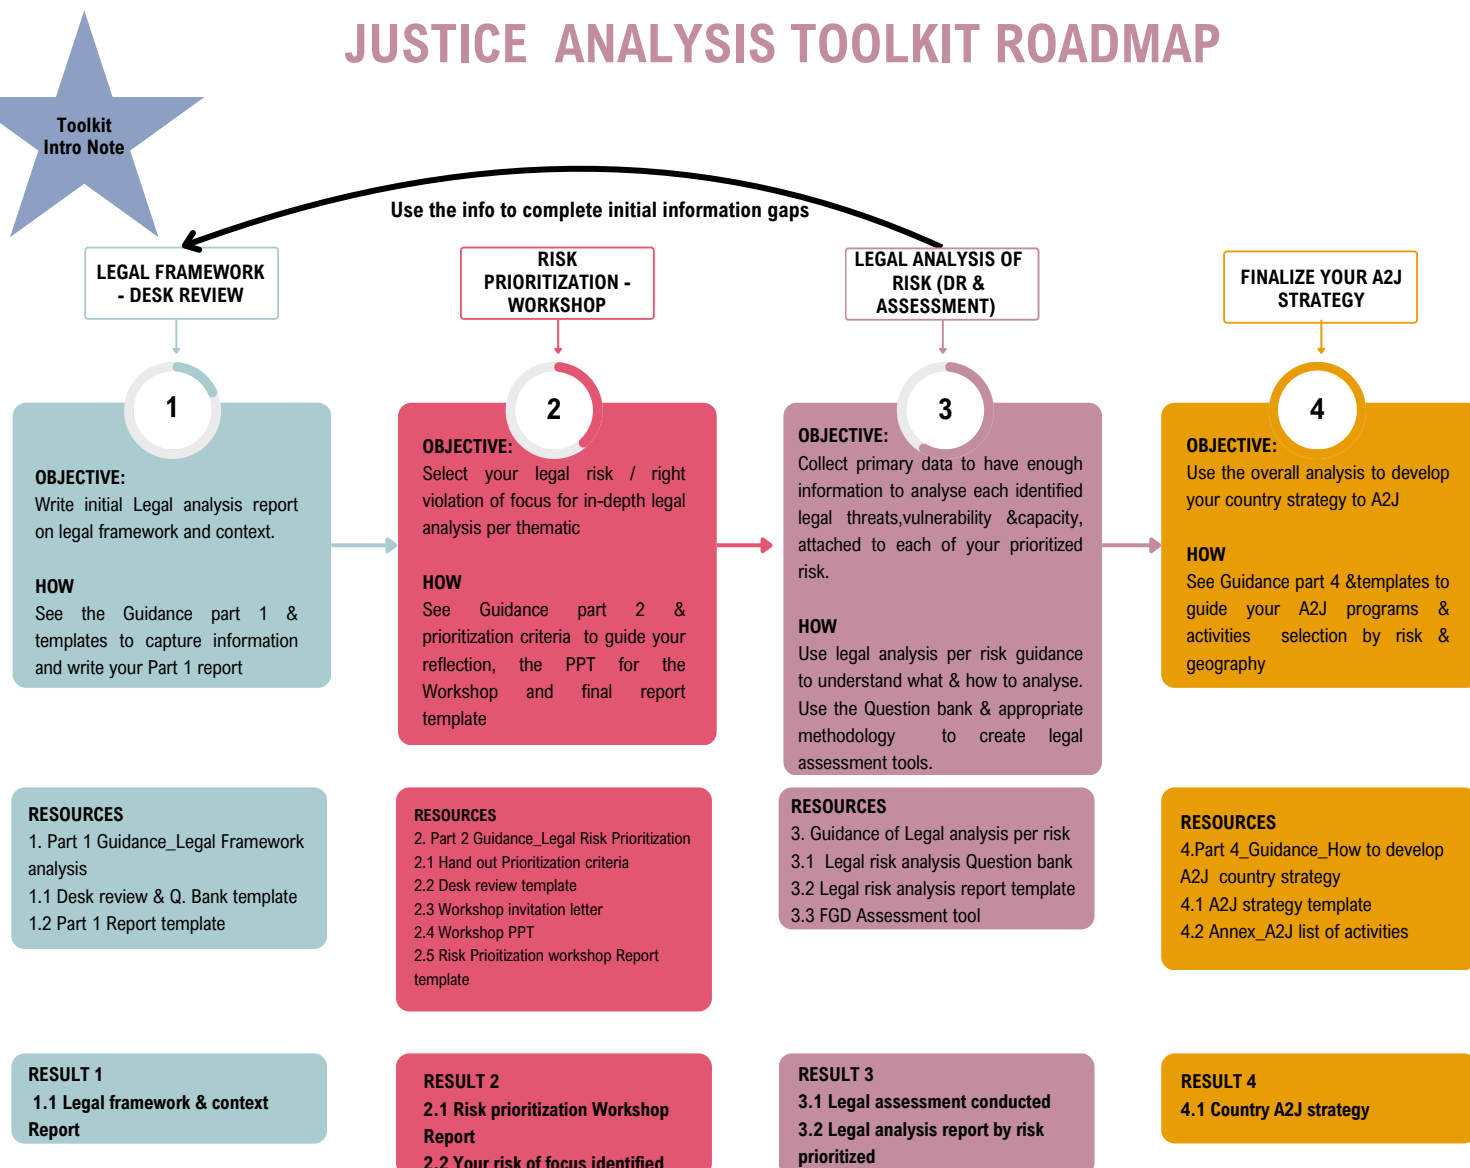 JUSTICE ANALYSIS TOOLKIT ROADMAP
Toolkit
Intro Note
Use the info to complete initial information gaps
LEGAL FRAMEWORK
- DESK REVIEW
1
OBJECTIVE:
Write initial Legal analysis report
on legal framework and context.
HOW
See the Guidance part 1 &
templates to capture information
and write your Part 1 report
RESOURCES
1. Part 1 Guidance_Legal Framework
analysis
1.1 Desk review & Q. Bank template
1.2 Part 1 Report template
RESULT 1
1.1 Legal framework & context
Report
RISK
PRIORITIZATION -
WORKSHOP
2
OBJECTIVE:
Select your legal risk / right
violation of focus for in-depth legal
analysis per thematic
HOW
See Guidance part 2 &
prioritization criteria to guide your
reflection, the PPT for the
Workshop and final report
template
RESOURCES
2. Part 2 Guidance_Legal Risk Prioritization
2.1 Hand out Prioritization criteria
2.2 Desk review template
2.3 Workshop invitation letter
2.4 Workshop PPT
2.5 Risk Prioitization workshop Report
template
RESULT 2
2.1 Risk prioritization Workshop
Report
2.2 Your risk of focus identified
LEGAL ANALYSIS OF
RISK (DR &
ASSESSMENT)
3
OBJECTIVE:
Collect primary data to have enough
information to analyse each identified
legal threats,vulnerability &capacity,
attached to each of your prioritized
risk.
HOW
Use legal analysis per risk guidance
to understand what & how to analyse.
Use the Question bank & appropriate
methodology to create legal
assessment tools.
RESOURCES
3. Guidance of Legal analysis per risk
3.1 Legal risk analysis Question bank
3.2 Legal risk analysis report template
3.3 FGD Assessment tool
RESULT 3
3.1 Legal assessment conducted
3.2 Legal analysis report by risk
prioritized
FINALIZE YOUR A2J
STRATEGY
4
OBJECTIVE:
Use the overall analysis to develop
your country strategy to A2J
HOW
See Guidance part 4 &templates to
guide your A2J programs &
activities selection by risk &
geography
RESOURCES
4.Part 4_Guidance_How to develop
A2J country strategy
4.1 A2J strategy template
4.2 Annex_A2J list of activities
RESULT 4
4.1 Country A2J strategy